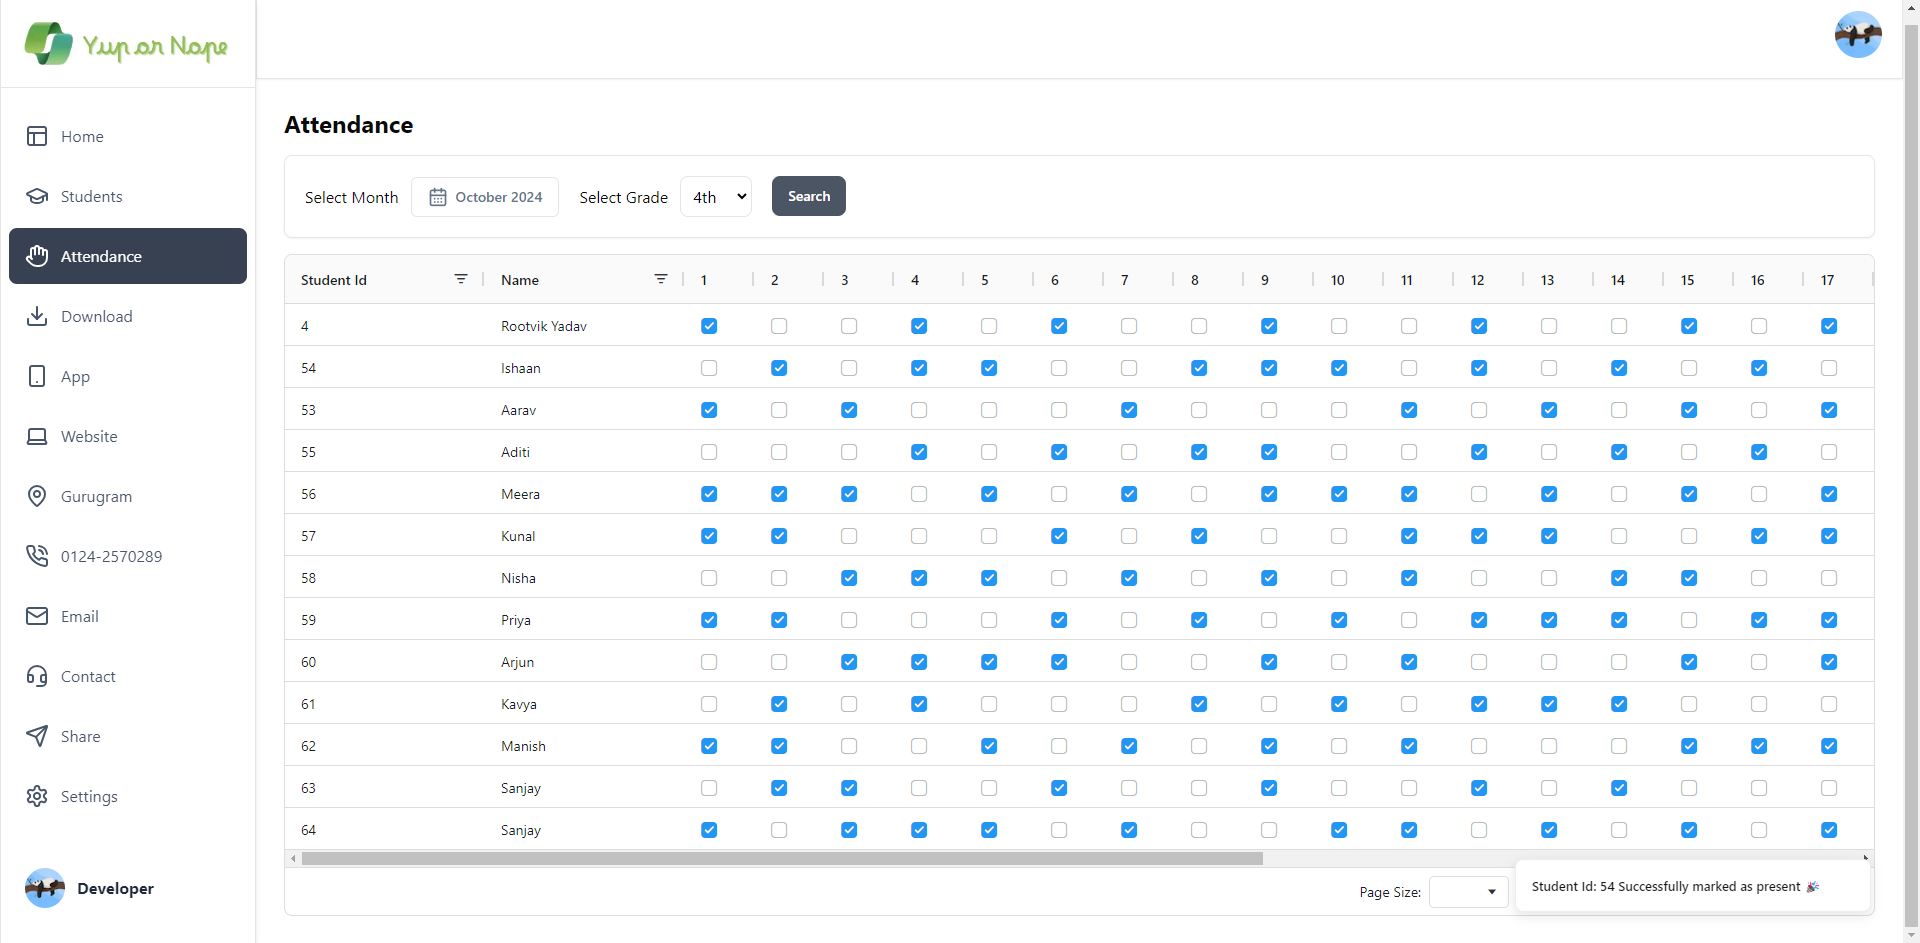 Yup or Nope
Home
Students
Attendance
Download
App
Website
Gurugram
0124-2570289
Email
Contact
Share
Settings
Developer
Attendance
Select Month October 2024 Select Grade 4th Search
Student Id Name 1 2 3 4 5 6 7 8 9 10 11 12 13 14 15 16 17
4 Rootvik Yadav
54 Ishaan
53 Aarav
55 Aditi
56 Meera
57 Kunal
58 Nisha
59 Priya
60 Arjun
61 Kavya
62 Manish
63 Sanjay
64 Sanjay
Page Size:
Student Id: 54 Successfully marked as present 🎉